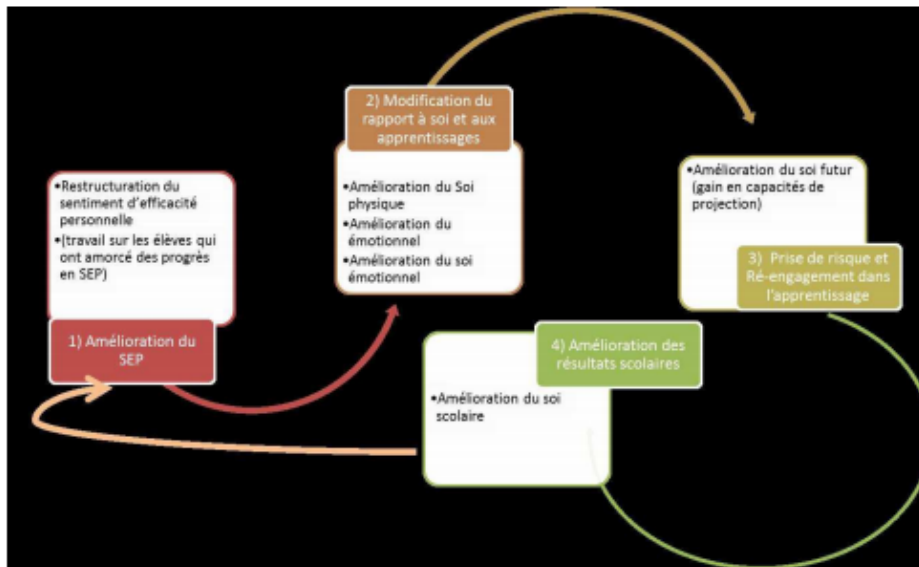 •Restructuration du
sentiment d'efficacité
personnelle
•(travail sur les élèves qui
ont amorcé des progrès
en SEP)
1) Amélioration du
SEP
2) Modification du
rapport à soi et aux
apprentissages
•Amélioration du Soi
physique
•Amélioration du
émotionnel
•Amélioration du soi
émotionnel
•Amélioration du soi futur
(gain en capacités de
projection)
3) Prise de risque et
Ré-engagement dans
l'apprentissage
4) Amélioration des
résultats scolaires
•Amélioration du soi
scolaire